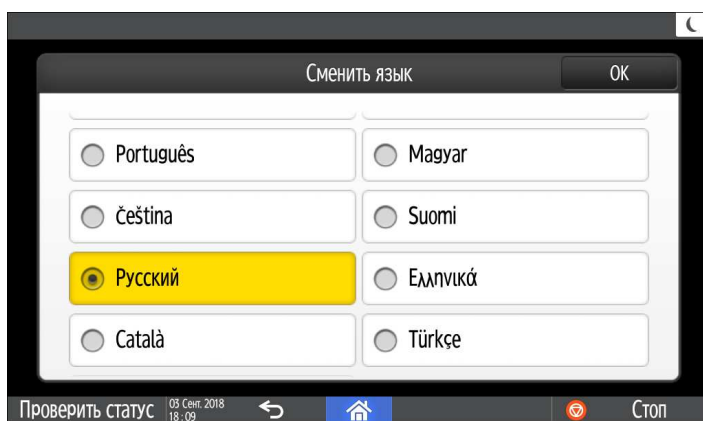 Сменить язык OK
Português Magyar
Čeština Suomi
Русский Ελληνικά
Català Türkçe
Проверить статус 03 Сент. 2018 Стоп
18 : 09